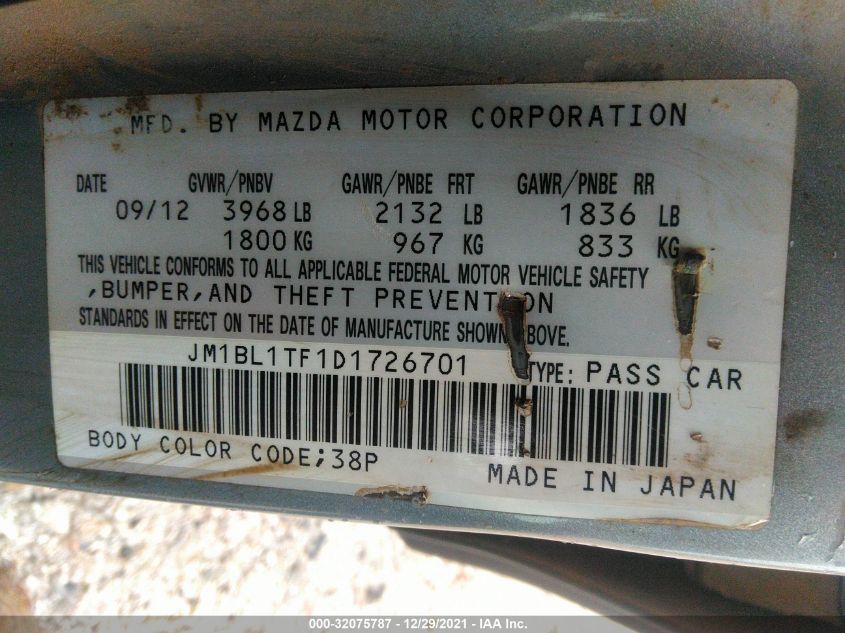 MFD. BY MAZDA MOTOR CORPORATION
DATE GVWR/PNBV GAWR/PNBE FRT GAWR/PNBE RR
09/12 3968 LB 2132 LB 1836 LB
1800 KG 967 KG 833 KG
THIS VEHICLE CONFORMS TO ALL APPLICABLE FEDERAL MOTOR VEHICLE SAFETY
,BUMPER,AND THEFT PREVENTION
STANDARDS IN EFFECT ON THE DATE OF MANUFACTURE SHOWN ABOVE.
JM1BL1TF1D1726701 TYPE: PASS CAR
BODY COLOR CODE;38P
MADE IN JAPAN
000-32075787 - 12/29/2021 - IAA Inc.